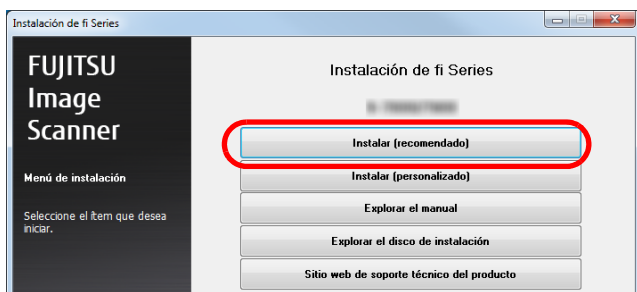 Instalación de fi Series
FUJITSU
Image
Scanner
Menú de instalación
Seleccione el ítem que desea
iniciar.
Instalación de fi Series
Instalar (recomendado)
Instalar (personalizado)
Explorar el manual
Explorar el disco de instalación
Sitio web de soporte técnico del producto